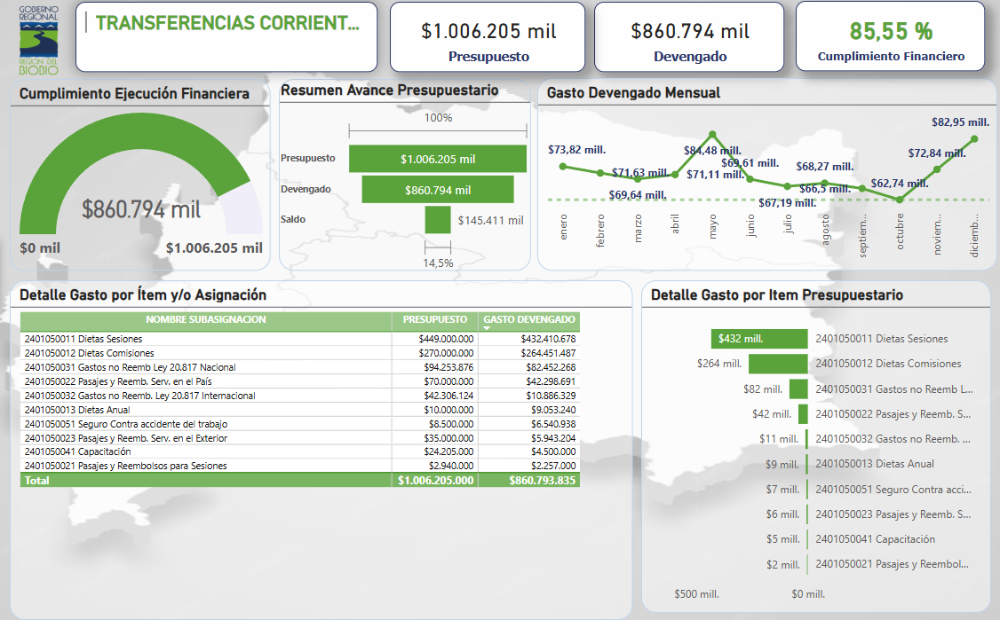 GOBIERNO
REGIONAL
REGIÓN DEL
BIOBÍO
TRANSFERENCIAS CORRIENT...
$1.006.205 mil
Presupuesto
$860.794 mil
Devengado
85,55 %
Cumplimiento Financiero
Cumplimiento Ejecución Financiera
$860.794 mil
$0 mil
$1.006.205 mil
Resumen Avance Presupuestario
100%
Presupuesto
$1.006.205 mil
Devengado
$860.794 mil
Saldo
$145.411 mil
14,5%
Gasto Devengado Mensual
$73,82 mill.
$71,63 mill.
$69,64 mill.
$71,11 mill.
$84,48 mill.
$69,61 mill.
$67,19 mill.
$68,27 mill.
$66,5 mill.
$62,74 mill.
$72,84 mill.
$82,95 mill.
enero
febrero
marzo
abril
mayo
junio
julio
agosto
septiem...
octubre
noviem...
diciemb...
Detalle Gasto por Ítem y/o Asignación
NOMBRE SUBASIGNACION PRESUPUESTO GASTO DEVENGADO
2401050011 Dietas Sesiones $449.000.000 $432.410.678
2401050012 Dietas Comisiones $270.000.000 $264.451.487
2401050031 Gastos no Reemb Ley 20.817 Nacional $94.253.876 $82.452.268
2401050022 Pasajes y Reemb. Serv. en el País $70.000.000 $42.298.691
2401050032 Gastos no Reemb. Ley 20.817 Internacional $42.306.124 $10.886.329
2401050013 Dietas Anual $10.000.000 $9.053.240
2401050051 Seguro Contra accidente del trabajo $8.500.000 $6.540.938
2401050023 Pasajes y Reemb. Serv. en el Exterior $35.000.000 $5.943.204
2401050041 Capacitación $24.205.000 $4.500.000
2401050021 Pasajes y Reembolsos para Sesiones $2.940.000 $2.257.000
Total $1.006.205.000 $860.793.835
Detalle Gasto por Item Presupuestario
$432 mill. 2401050011 Dietas Sesiones
$264 mill. 2401050012 Dietas Comisiones
$82 mill. 2401050031 Gastos no Reemb L...
$42 mill. 2401050022 Pasajes y Reemb. S...
$11 mill. 2401050032 Gastos no Reemb. ...
$9 mill. 2401050013 Dietas Anual
$7 mill. 2401050051 Seguro Contra acci...
$6 mill. 2401050023 Pasajes y Reemb. S...
$5 mill. 2401050041 Capacitación
$2 mill. 2401050021 Pasajes y Reembol...
$500 mill. $0 mill.